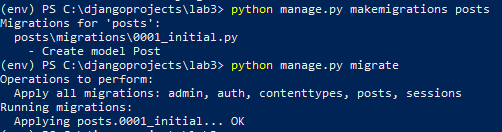 (env) PS C:\djangoprojects\lab3> python manage.py makemigrations posts
Migrations for 'posts':
  posts\migrations\0001_initial.py
    - Create model Post
(env) PS C:\djangoprojects\lab3> python manage.py migrate
Operations to perform:
  Apply all migrations: admin, auth, contenttypes, posts, sessions
Running migrations:
  Applying posts.0001_initial... OK